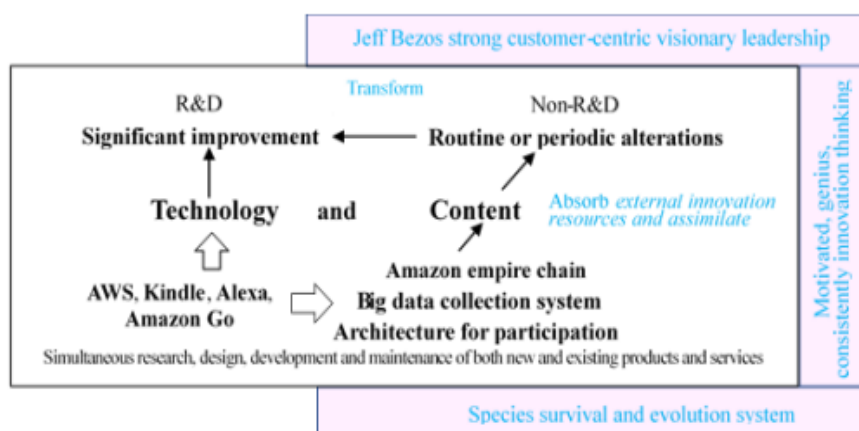 Jeff Bezos strong customer-centric visionary leadership
Transform
R&D
Non-R&D
Significant improvement
Routine or periodic alterations
Technology and Content
Absorb external innovation
resources and assimilate
AWS, Kindle, Alexa,
Amazon Go
Amazon empire chain
Big data collection system
Architecture for participation
Simultaneous research, design, development and maintenance of both new and existing products and services
Motivated, genius,
consistently innovation thinking
Species survival and evolution system